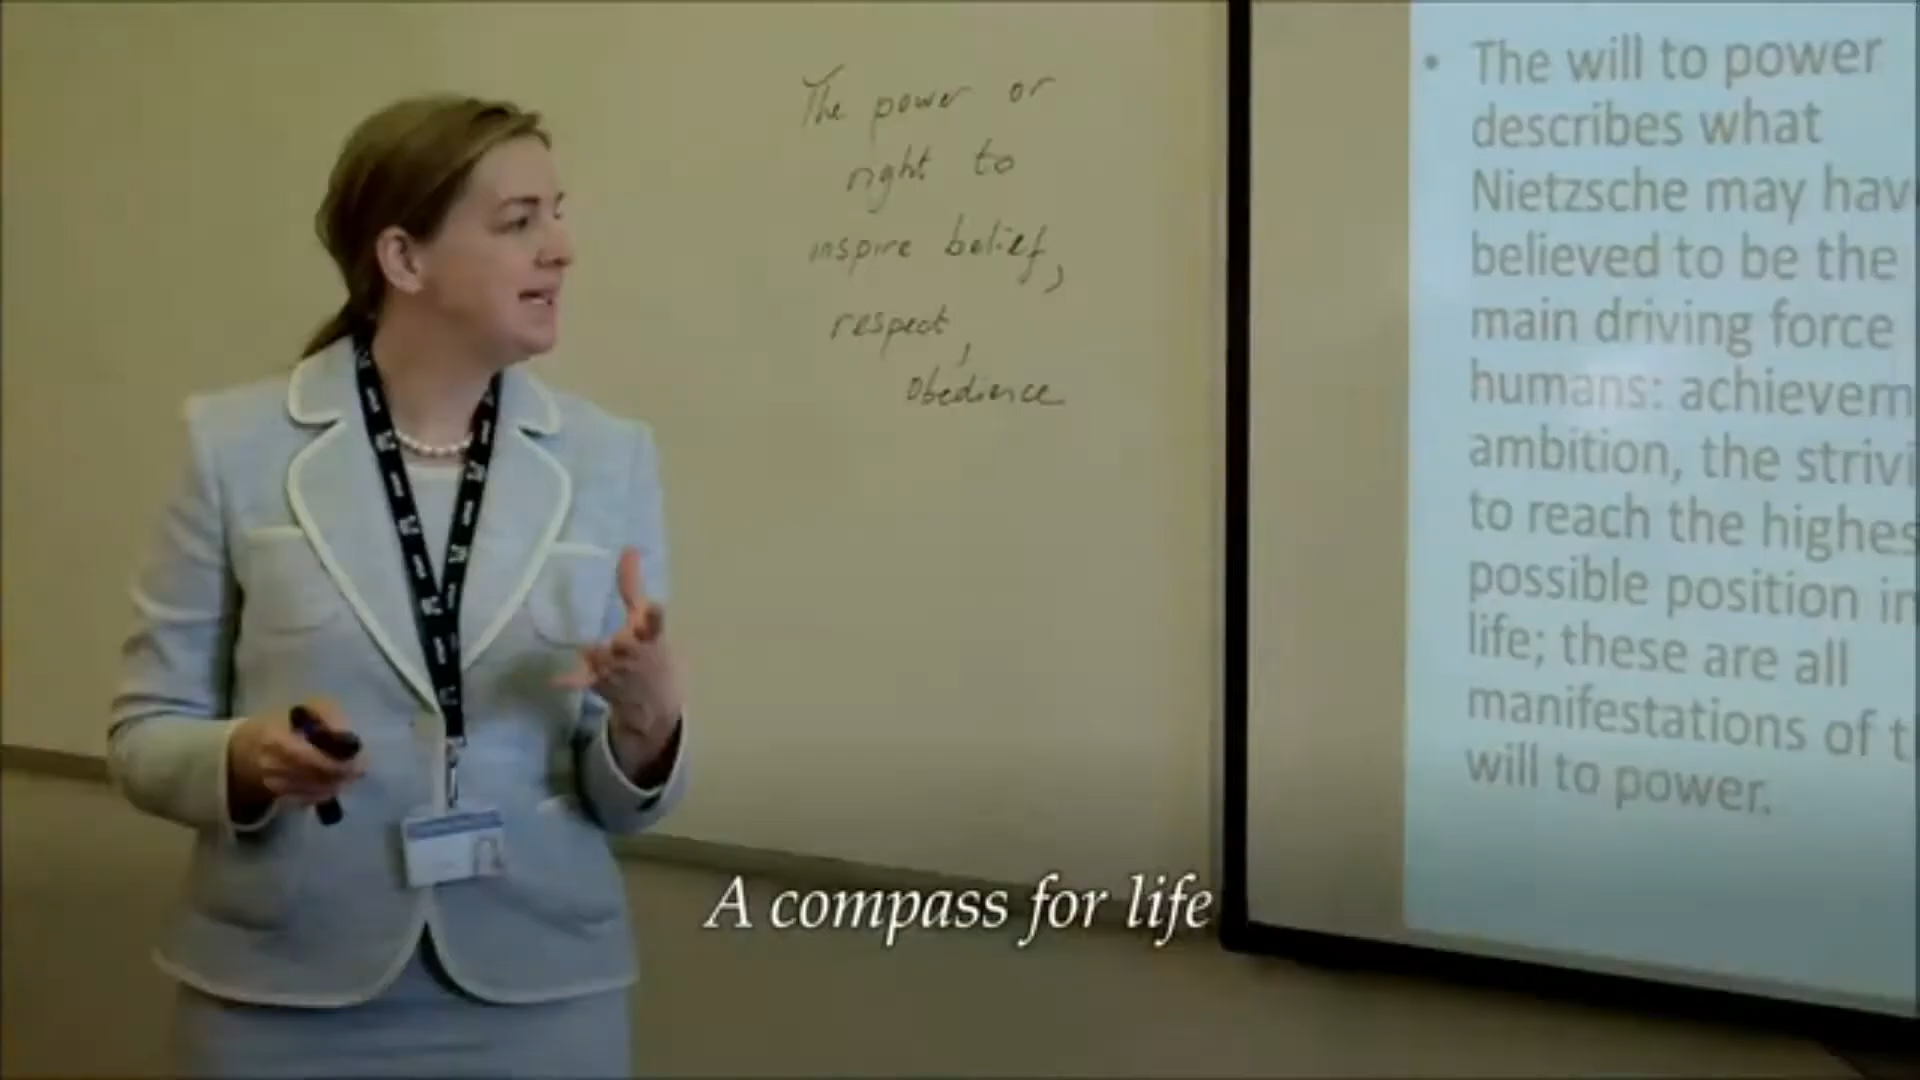 The power or
right to
inspire belief,
respect,
obedience
• The will to power
describes what
Nietzsche may hav
believed to be the
main driving force
humans: achievem
ambition, the strivi
to reach the highes
possible position in
life; these are all
manifestations of t
will to power.
A compass for life